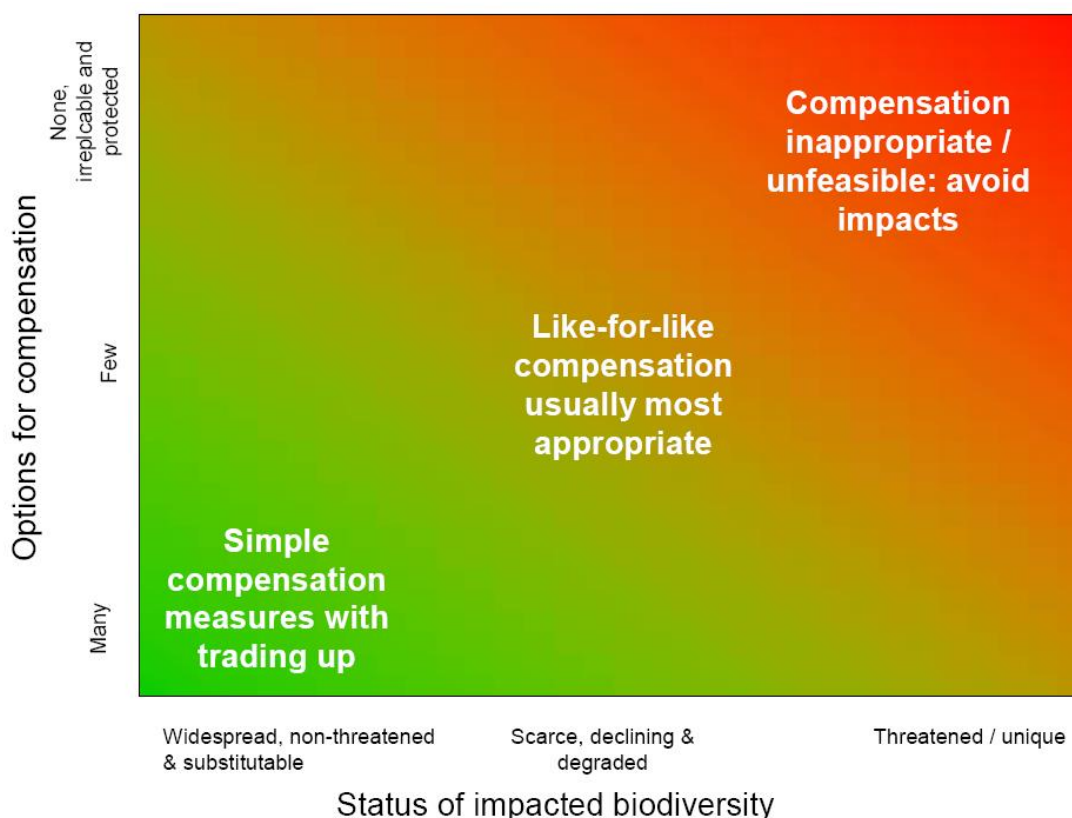 None,
irreplcable and
protected
Compensation
inappropriate /
unfeasible: avoid
impacts
Options for compensation
Few
Like-for-like
compensation
usually most
appropriate
Many
Simple
compensation
measures with
trading up
Widespread, non-threatened
& substitutable
Scarce, declining &
degraded
Threatened / unique
Status of impacted biodiversity